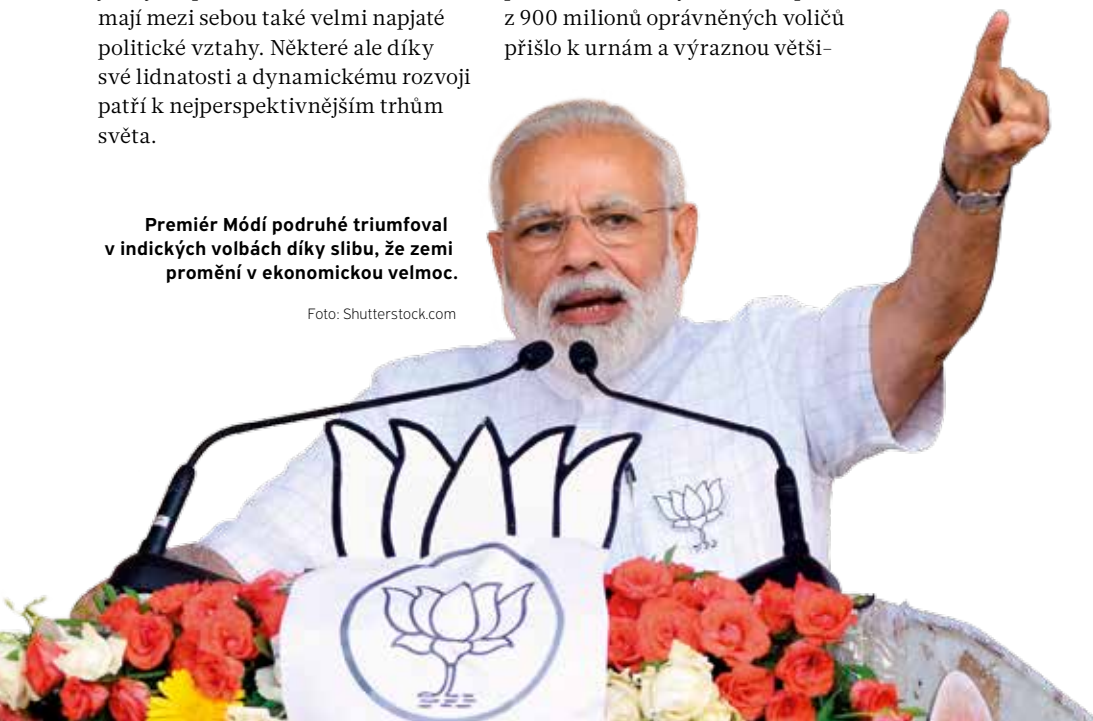 mají mezi sebou také velmi napjaté
politické vztahy. Některé ale díky
své lidnatosti a dynamickému rozvoji
patří k nejperspektivnějším trhům
světa.
z 900 milionů oprávněných voličů
přišlo k urnám a výraznou větši–
Premiér Módí podruhé triumfoval
v indických volbách díky slibu, že zemi
promění v ekonomickou velmoc.
Foto: Shutterstock.com